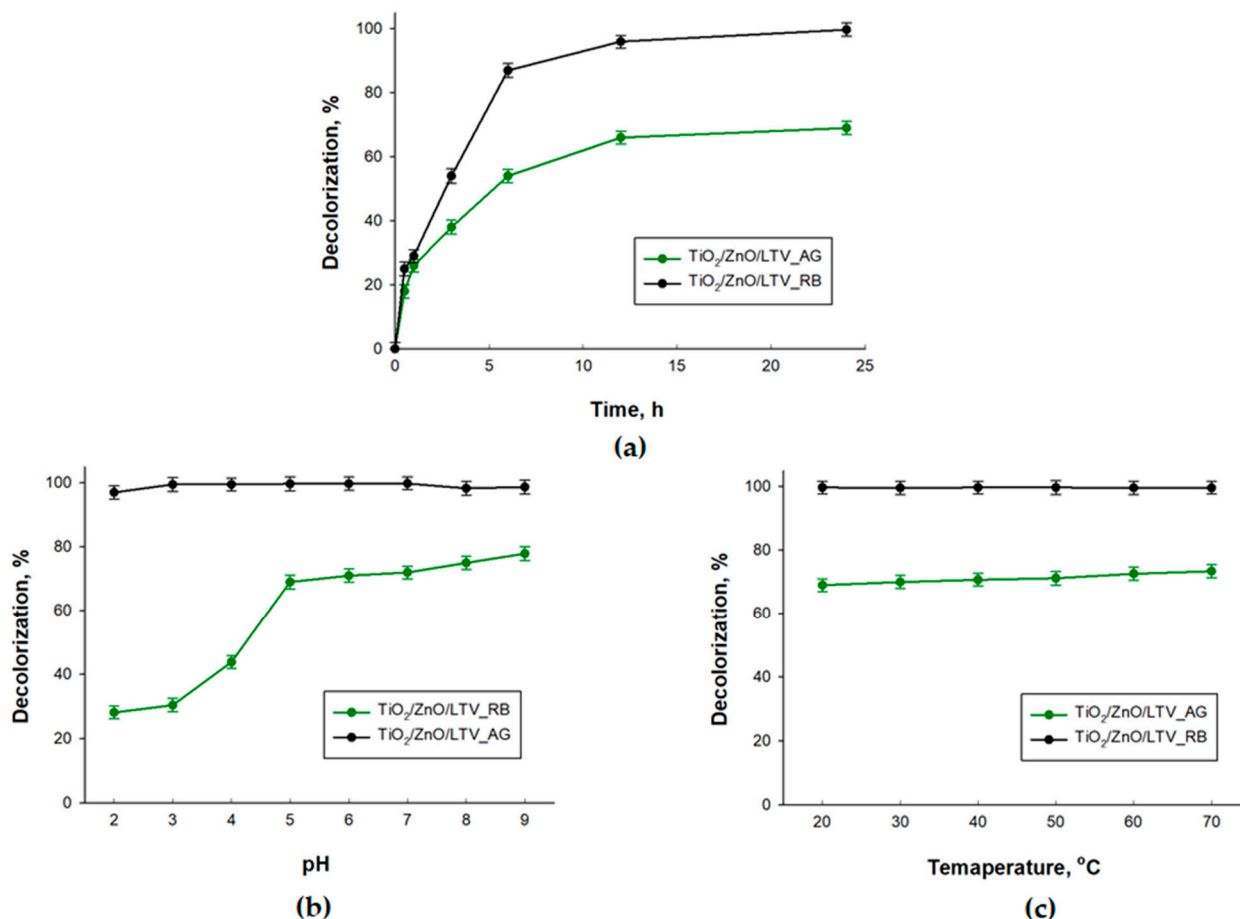 100
80
60
40
20
0
Decolorization, %
TiO₂/ZnO/LTV_AG
TiO₂/ZnO/LTV_RB
0 5 10 15 20 25
Time, h
(a)
100
80
60
40
20
0
Decolorization, %
TiO₂/ZnO/LTV_RB
TiO₂/ZnO/LTV_AG
2 3 4 5 6 7 8 9
pH
(b)
100
80
60
40
20
0
Decolorization, %
TiO₂/ZnO/LTV_AG
TiO₂/ZnO/LTV_RB
20 30 40 50 60 70
Temaperature, °C
(c)